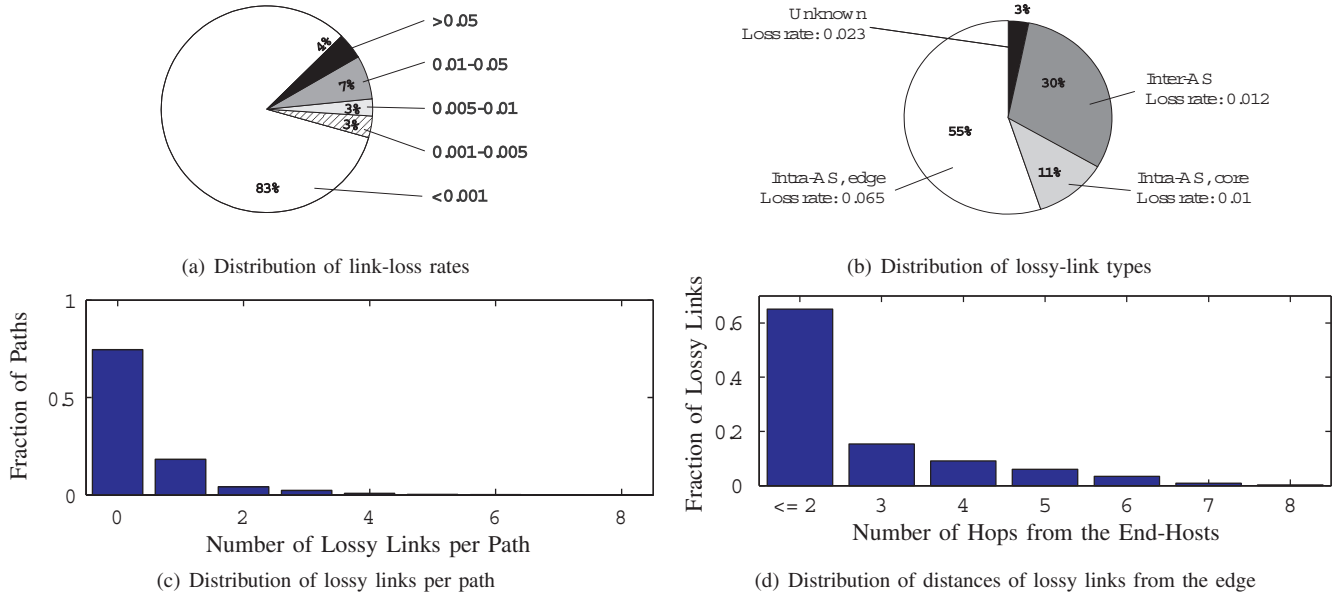 >0.05
4%
0.01-0.05
7%
0.005-0.01
3%
3%
0.001-0.005
83%
<0.001
(a) Distribution of link-loss rates
Unknown
Loss rate: 0.023
3%
30%
Inter-AS
Loss rate: 0.012
55%
11%
Intra-AS, edge
Loss rate: 0.065
Intra-AS, core
Loss rate: 0.01
(b) Distribution of lossy-link types
Fraction of Paths
1
0.5
0
0 2 4 6 8
Number of Lossy Links per Path
(c) Distribution of lossy links per path
Fraction of Lossy Links
0.6
0.4
0.2
0
<= 2 3 4 5 6 7 8
Number of Hops from the End-Hosts
(d) Distribution of distances of lossy links from the edge